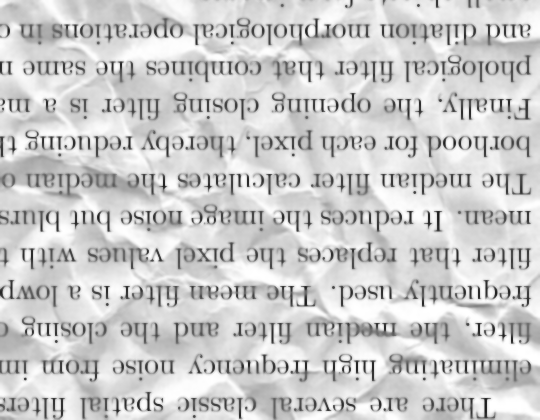 There are several classic spatial filters
eliminating high frequency noise from im
filter, the median filter and the closing
frequently used. The mean filter is a lowp
filter that replaces the pixel values with t
mean. It reduces the image noise but blurs
The median filter calculates the median o
borhood for each pixel, thereby reducing th
Finally, the opening closing filter is a ma
phological filter that combines the same n
and dilation morphological operations in